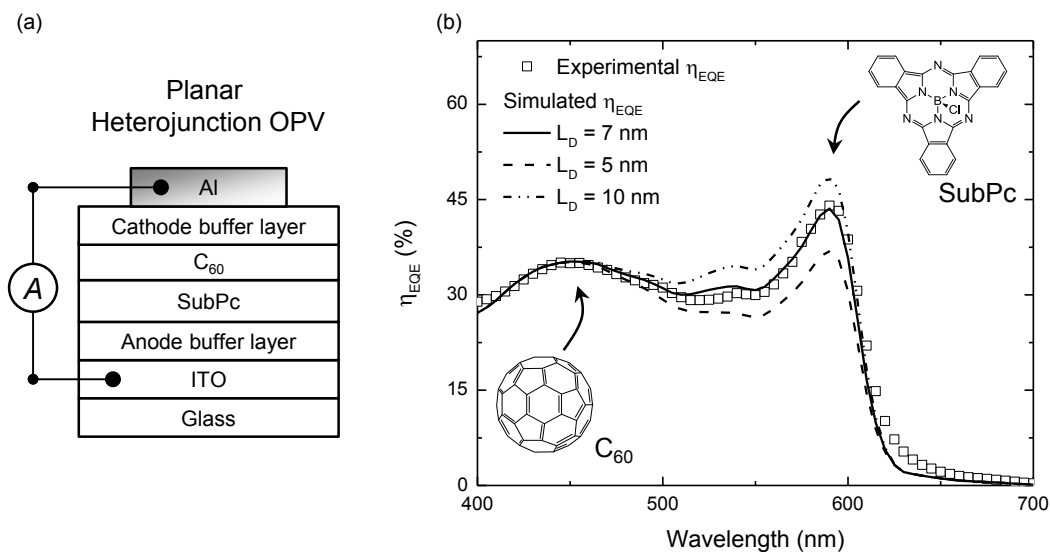 (a)
Planar
Heterojunction OPV
Al
Cathode buffer layer
C60
SubPc
Anode buffer layer
ITO
Glass
A
(b)
Experimental ηEQE
Simulated ηEQE
LD = 7 nm
LD = 5 nm
LD = 10 nm
N
N
N
N
B
Cl
N
N
SubPc
C60
60
45
30
15
0
ηEQE (%)
400
500
600
700
Wavelength (nm)